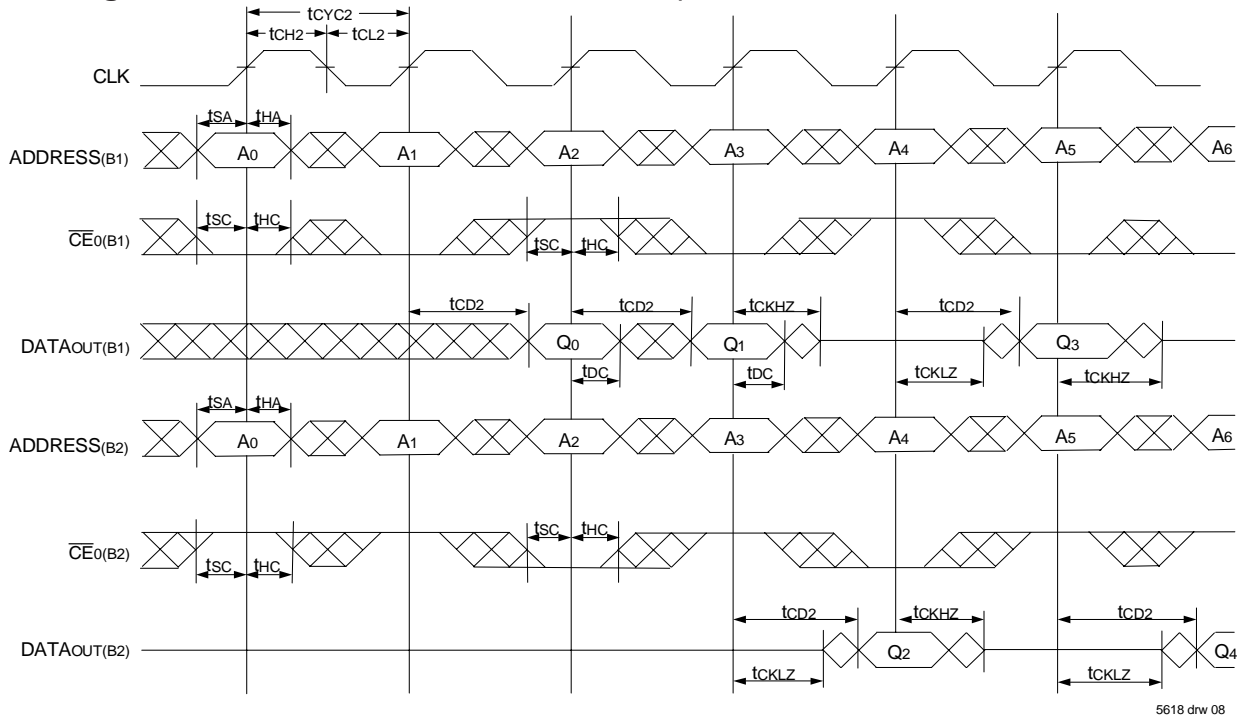 tCYC2
tCH2 tCL2
CLK
tSA tHA
ADDRESS(B1) A0 A1 A2 A3 A4 A5 A6
tSC tHC
CE0(B1)
tSC tHC
tCD2 tCD2 tCKHZ tCD2
DATAOUT(B1) Q0 Q1 Q3
tDC tDC tCKLZ tCKHZ
tSA tHA
ADDRESS(B2) A0 A1 A2 A3 A4 A5 A6
tSC tHC
CE0(B2)
tSC tHC
tCD2 tCKHZ tCD2
DATAOUT(B2) Q2 Q4
tCKLZ tCKLZ
5618 drw 08